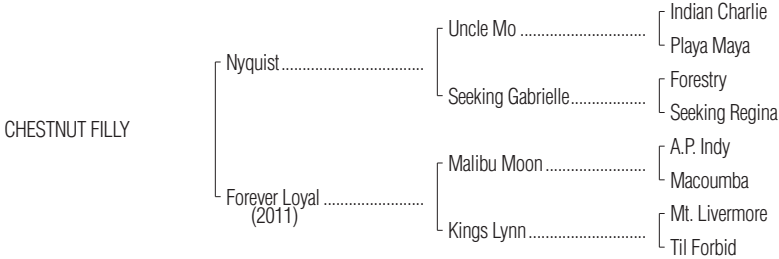 Indian Charlie
Uncle Mo ................................
Playa Maya
Nyquist....................................
Forestry
Seeking Gabrielle...................
Seeking Regina
CHESTNUT FILLY
A.P. Indy
Malibu Moon .........................
Macoumba
Forever Loyal .........................
(2011)
Mt. Livermore
Kings Lynn..............................
Til Forbid